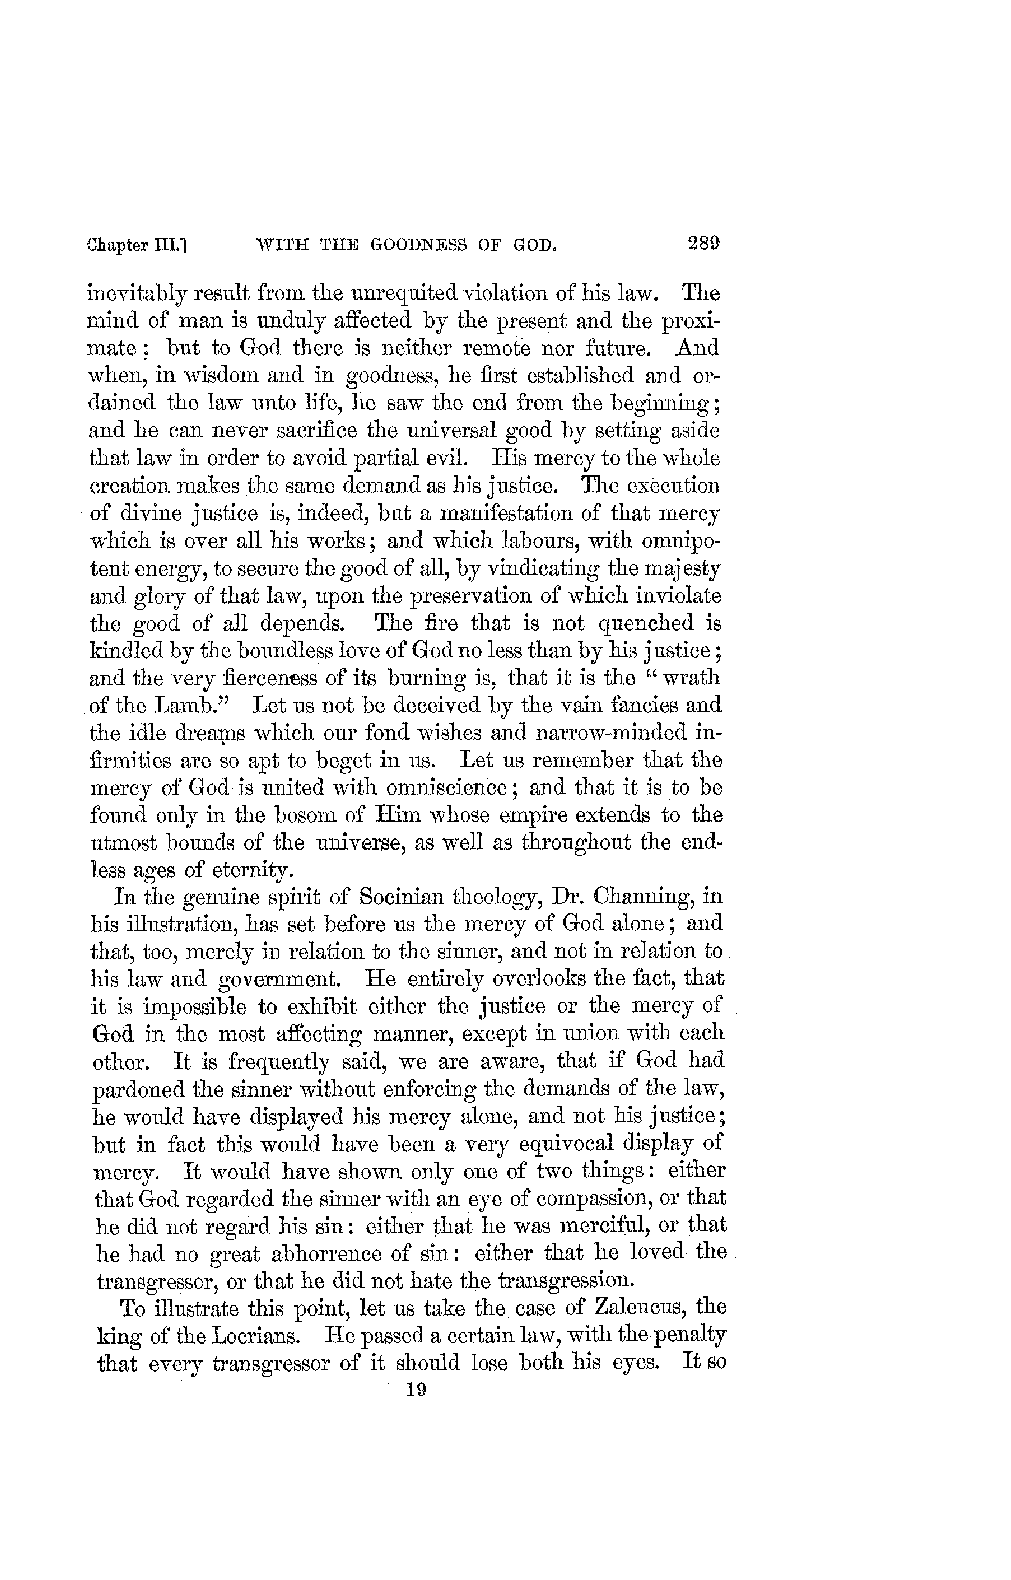 Chapter III.] WITH THE GOODNESS OF GOD. 289
inevitably result from the unrequited violation of his law. The
mind of man is unduly affected by the present and the proxi-
mate; but to God there is neither remote nor future. And
when, in wisdom and in goodness, he first established and or-
dained the law unto life, he saw the end from the beginning;
and he can never sacrifice the universal good by setting aside
that law in order to avoid partial evil. His mercy to the whole
creation makes the same demand as his justice. The execution
of divine justice is, indeed, but a manifestation of that mercy
which is over all his works; and which labours, with omnipo-
tent energy, to secure the good of all, by vindicating the majesty
and glory of that law, upon the preservation of which inviolate
the good of all depends. The fire that is not quenched is
kindled by the boundless love of God no less than by his justice;
and the very fierceness of its burning is, that it is the "wrath
of the Lamb." Let us not be deceived by the vain fancies and
the idle dreams which our fond wishes and narrow-minded in-
firmities are so apt to beget in us. Let us remember that the
mercy of God is united with omniscience; and that it is to be
found only in the bosom of Him whose empire extends to the
utmost bounds of the universe, as well as throughout the end-
less ages of eternity.
In the genuine spirit of Socinian theology, Dr. Channing, in
his illustration, has set before us the mercy of God alone; and
that, too, merely in relation to the sinner, and not in relation to
his law and government. He entirely overlooks the fact, that
it is impossible to exhibit either the justice or the mercy of
God in the most affecting manner, except in union with each
other. It is frequently said, we are aware, that if God had
pardoned the sinner without enforcing the demands of the law,
he would have displayed his mercy alone, and not his justice;
but in fact this would have been a very equivocal display of
mercy. It would have shown only one of two things: either
that God regarded the sinner with an eye of compassion, or that
he did not regard his sin: either that he was merciful, or that
he had no great abhorrence of sin: either that he loved the
transgressor, or that he did not hate the transgression.
To illustrate this point, let us take the case of Zaleucus, the
king of the Locrians. He passed a certain law, with the penalty
that every transgressor of it should lose both his eyes. It so
19